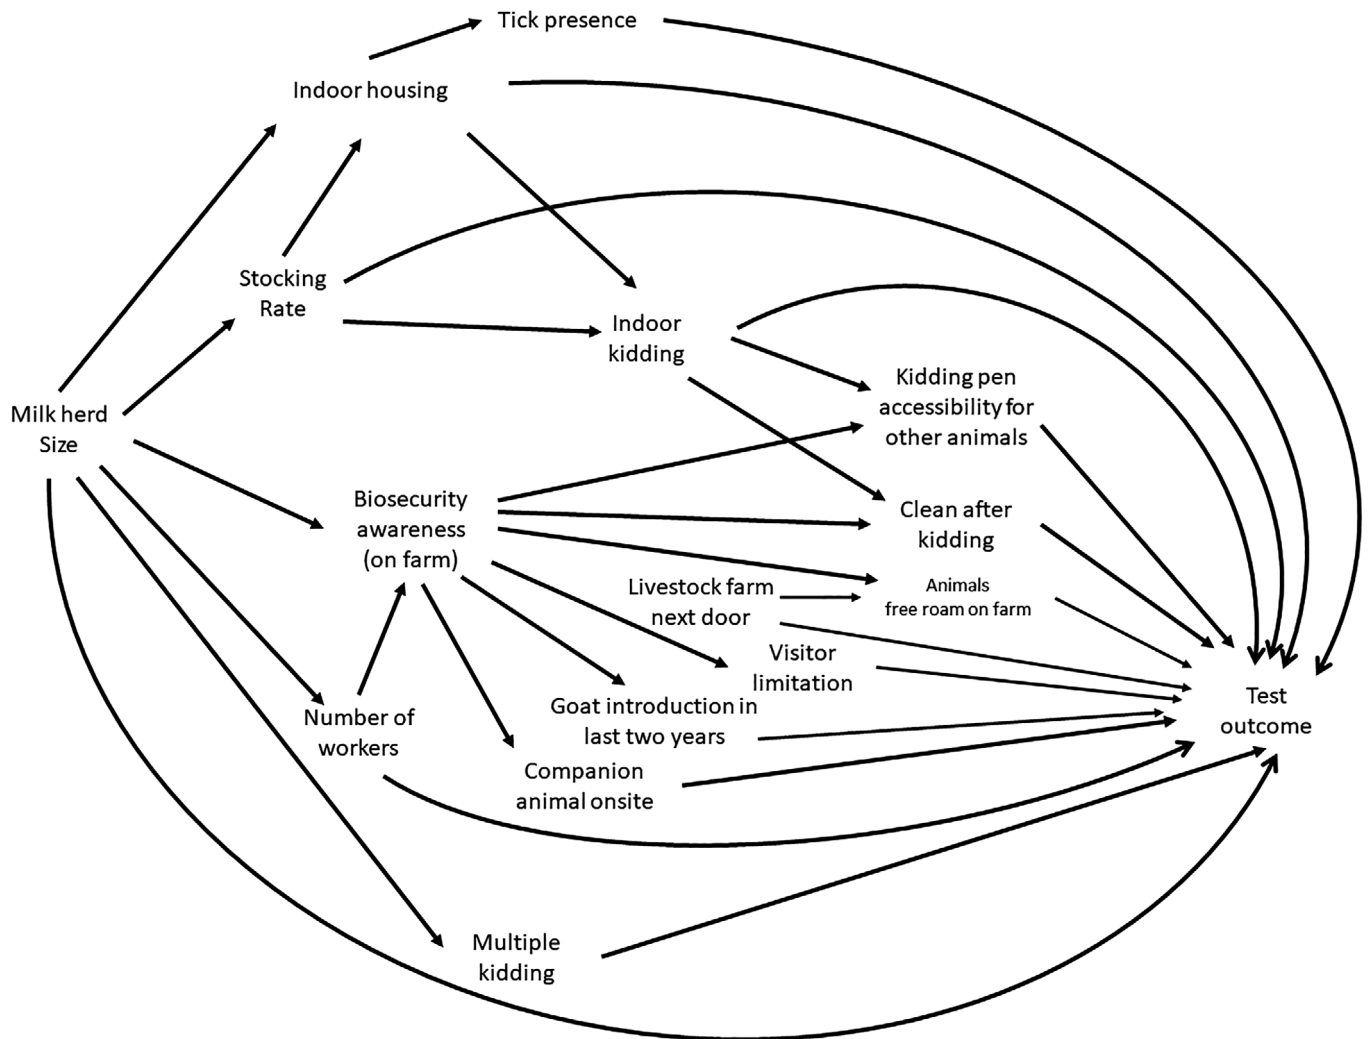 Tick presence
Indoor housing
Stocking
Rate
Indoor
kidding
Kidding pen
accessibility for
other animals
Milk herd
Size
Biosecurity
awareness
(on farm)
Clean after
kidding
Livestock farm
next door
Animals
free roam on farm
Visitor
limitation
Goat introduction in
last two years
Test
outcome
Number of
workers
Companion
animal onsite
Multiple
kidding